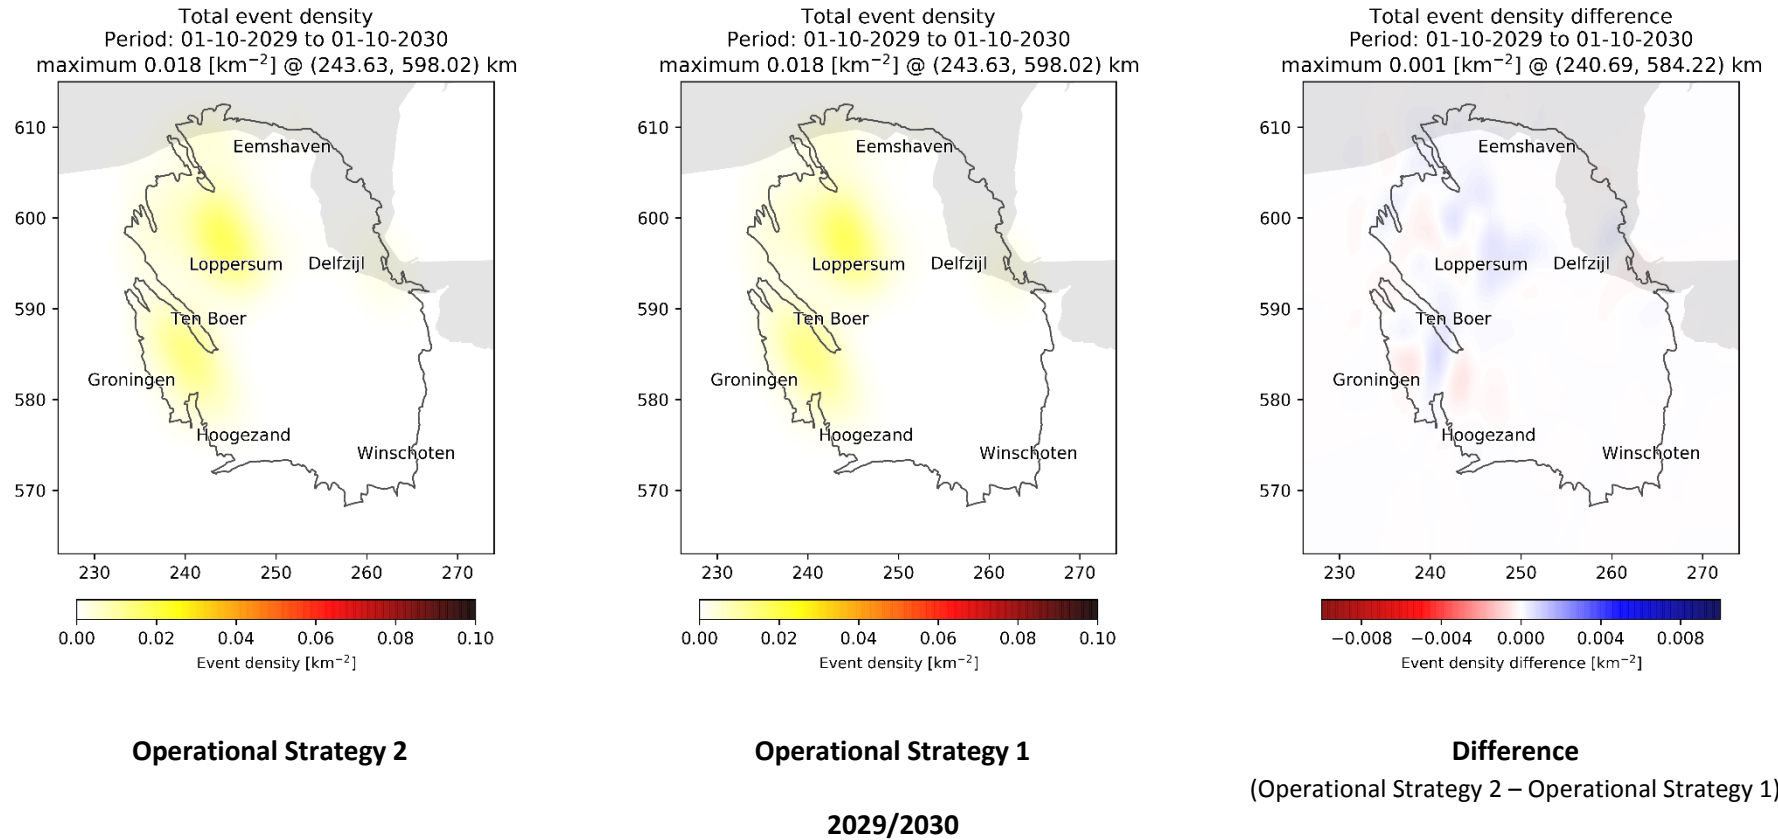 Total event density
Period: 01-10-2029 to 01-10-2030
maximum 0.018 [km⁻²] @ (243.63, 598.02) km
610
600
590
580
570
Eemshaven
Loppersum
Delfzijl
Ten Boer
Groningen
Hoogezand
Winschoten
230 240 250 260 270
0.00 0.02 0.04 0.06 0.08 0.10
Event density [km⁻²]
Operational Strategy 2
Total event density
Period: 01-10-2029 to 01-10-2030
maximum 0.018 [km⁻²] @ (243.63, 598.02) km
610
600
590
580
570
Eemshaven
Loppersum
Delfzijl
Ten Boer
Groningen
Hoogezand
Winschoten
230 240 250 260 270
0.00 0.02 0.04 0.06 0.08 0.10
Event density [km⁻²]
Operational Strategy 1
Total event density difference
Period: 01-10-2029 to 01-10-2030
maximum 0.001 [km⁻²] @ (240.69, 584.22) km
610
600
590
580
570
Eemshaven
Loppersum
Delfzijl
Ten Boer
Groningen
Hoogezand
Winschoten
230 240 250 260 270
−0.008 −0.004 0.000 0.004 0.008
Event density difference [km⁻²]
Difference
(Operational Strategy 2 – Operational Strategy 1)
2029/2030